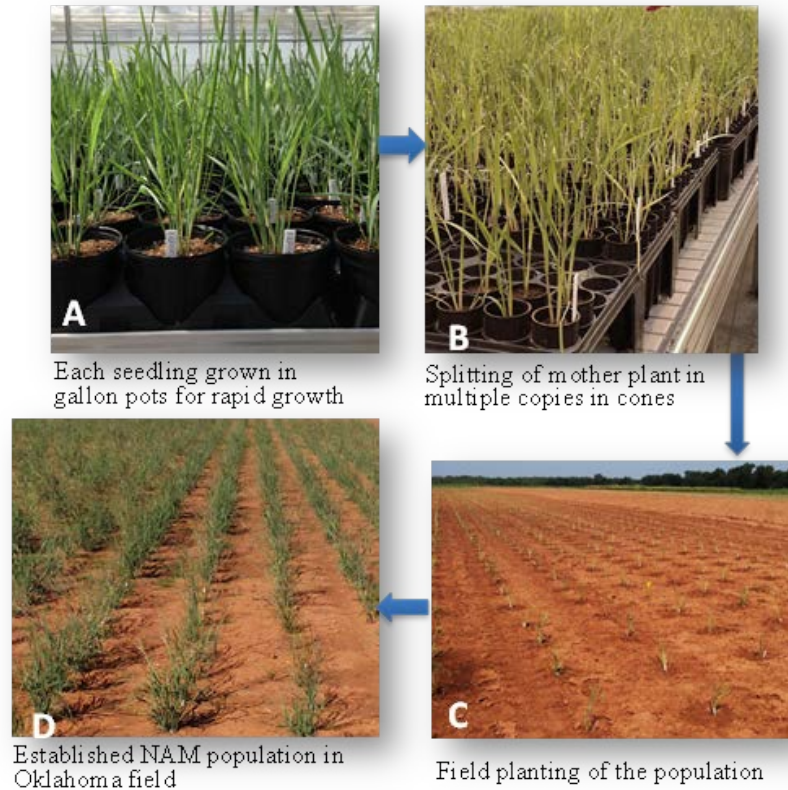 A
Each seedling grown in
gallon pots for rapid growth
B
Splitting of mother plant in
multiple copies in cones
C
Field planting of the population
D
Established NAM population in
Oklahoma field